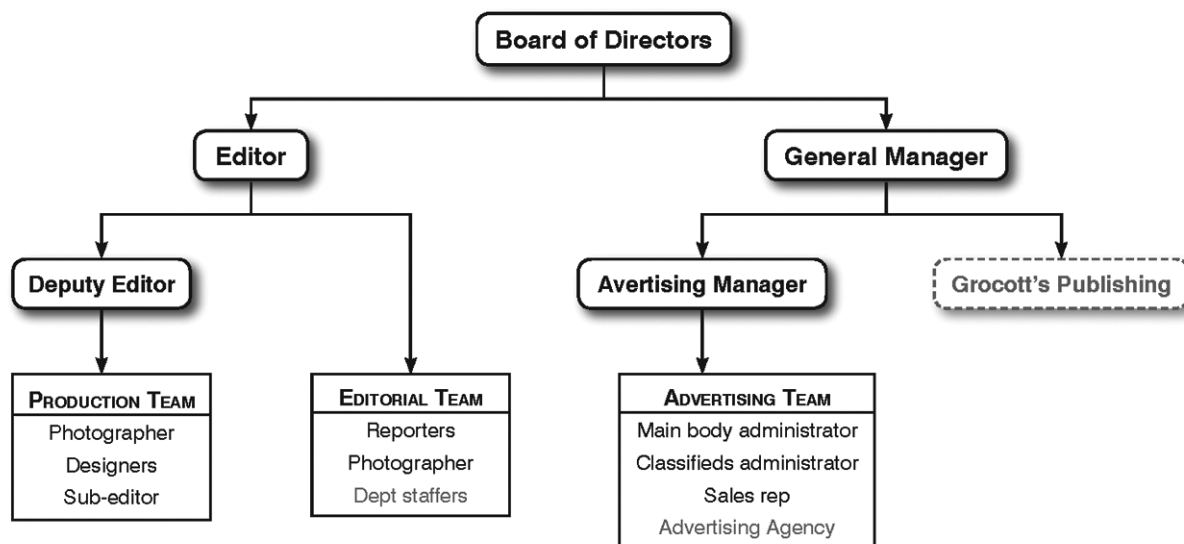 Board of Directors
Editor
General Manager
Deputy Editor
Avertising Manager
Grocott's Publishing
PRODUCTION TEAM
Photographer
Designers
Sub-editor
EDITORIAL TEAM
Reporters
Photographer
Dept staffers
ADVERTISING TEAM
Main body administrator
Classifieds administrator
Sales rep
Advertising Agency